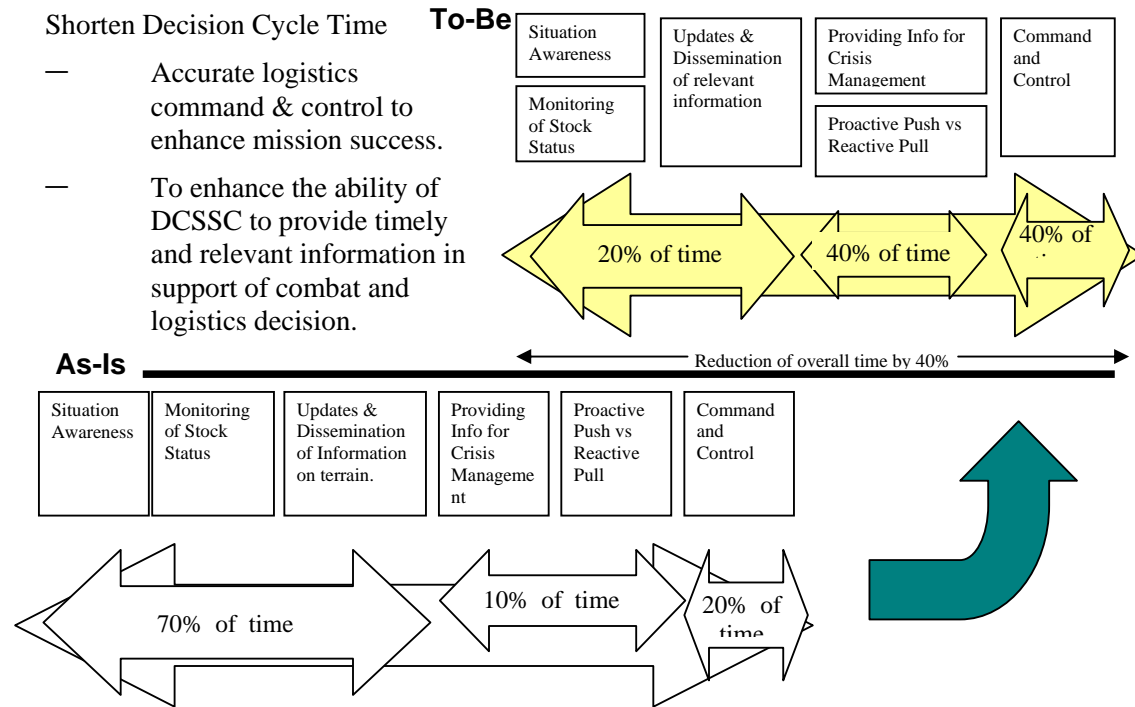 Shorten Decision Cycle Time
— Accurate logistics
command & control to
enhance mission success.
— To enhance the ability of
DCSSC to provide timely
and relevant information in
support of combat and
logistics decision.
To-Be
Situation
Awareness
Monitoring
of Stock
Status
Updates &
Dissemination
of relevant
information
Providing Info for
Crisis
Management
Proactive Push vs
Reactive Pull
Command
and
Control
20% of time
40% of time
40% of
Reduction of overall time by 40%
As-Is
Situation
Awareness
Monitoring
of Stock
Status
Updates &
Dissemination
of Information
on terrain.
Providing
Info for
Crisis
Manageme
nt
Proactive
Push vs
Reactive
Pull
Command
and
Control
70% of time
10% of time
20% of
time